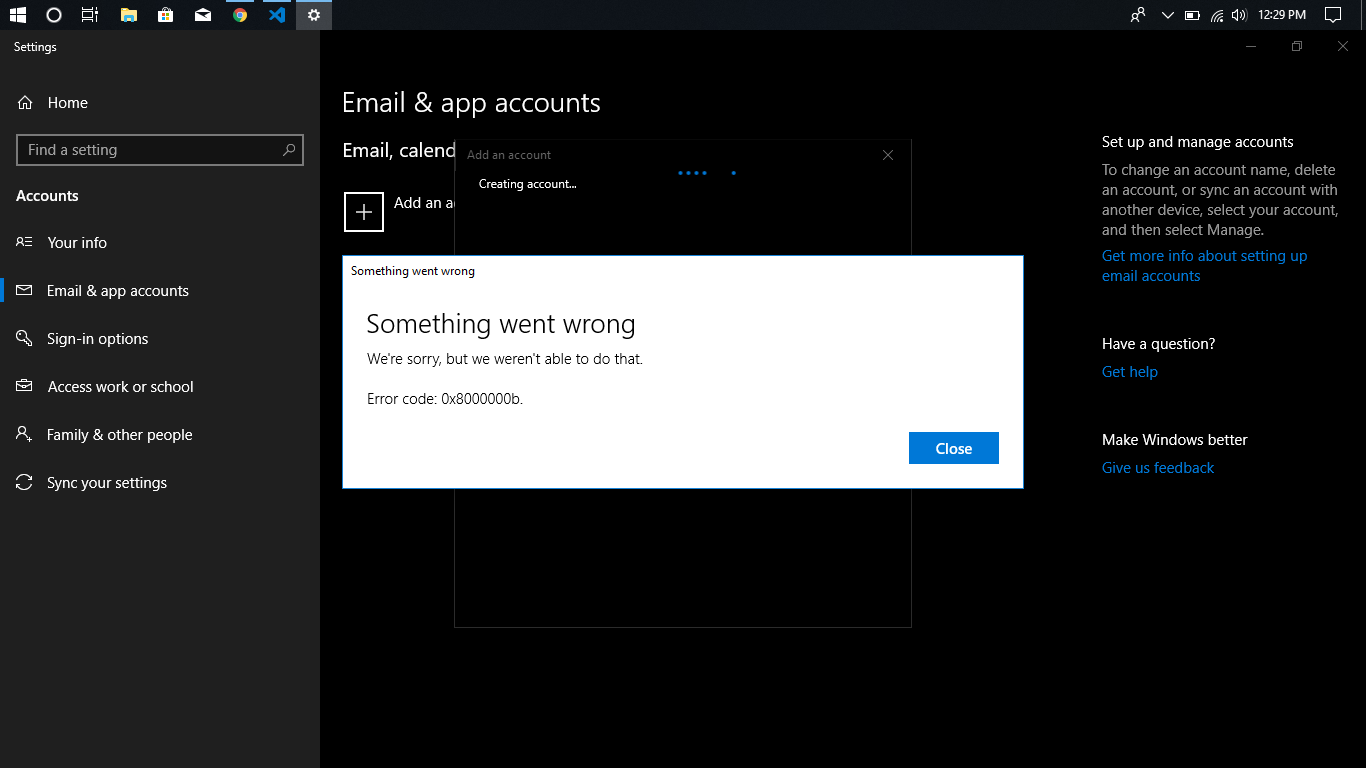 12:29 PM
Settings
Home
Find a setting
Accounts
Your info
Email & app accounts
Sign-in options
Access work or school
Family & other people
Sync your settings
Email & app accounts
Email, calend
Add an a
Add an account
Creating account...
Something went wrong
Something went wrong
We're sorry, but we weren't able to do that.
Error code: 0x8000000b.
Close
Set up and manage accounts
To change an account name, delete
an account, or sync an account with
another device, select your account,
and then select Manage.
Get more info about setting up
email accounts
Have a question?
Get help
Make Windows better
Give us feedback